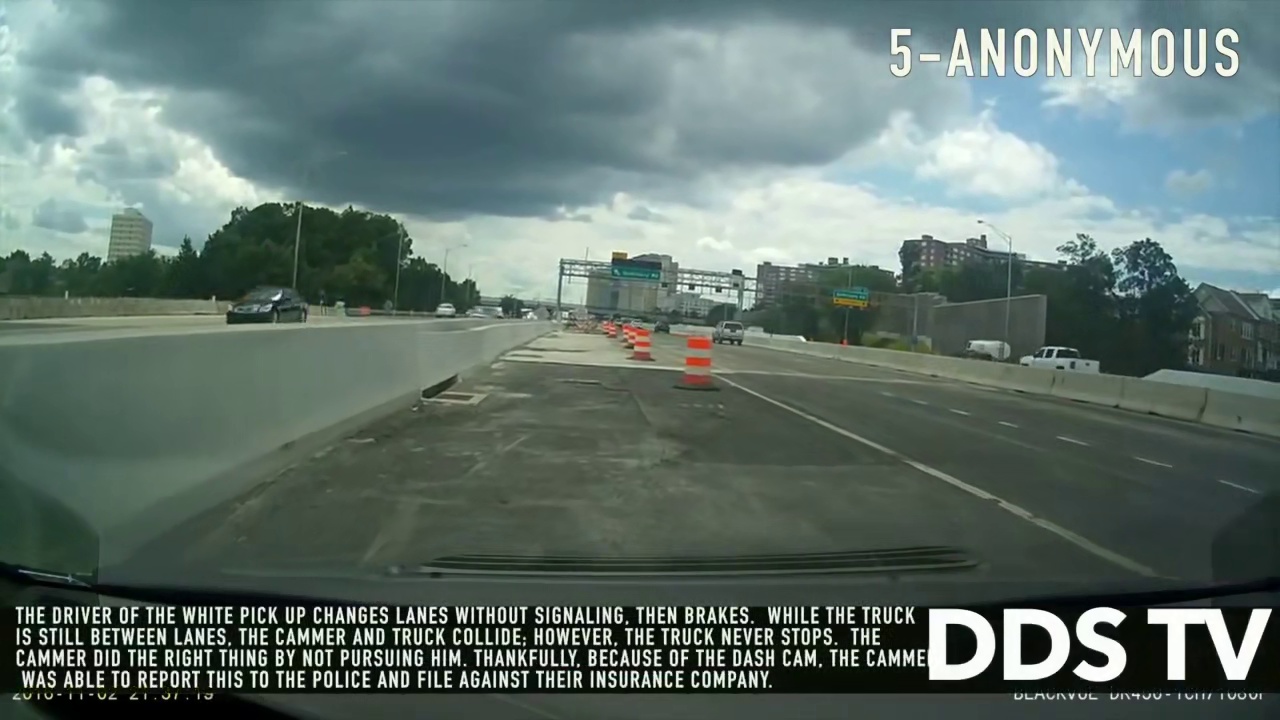 5-ANONYMOUS
THE DRIVER OF THE WHITE PICK UP CHANGES LANES WITHOUT SIGNALING, THEN BRAKES. WHILE THE TRUCK
IS STILL BETWEEN LANES, THE CAMMER AND TRUCK COLLIDE; HOWEVER, THE TRUCK NEVER STOPS. THE
CAMMER DID THE RIGHT THING BY NOT PURSUING HIM. THANKFULLY, BECAUSE OF THE DASH CAM, THE CAMME
WAS ABLE TO REPORT THIS TO THE POLICE AND FILE AGAINST THEIR INSURANCE COMPANY.
DDS TV